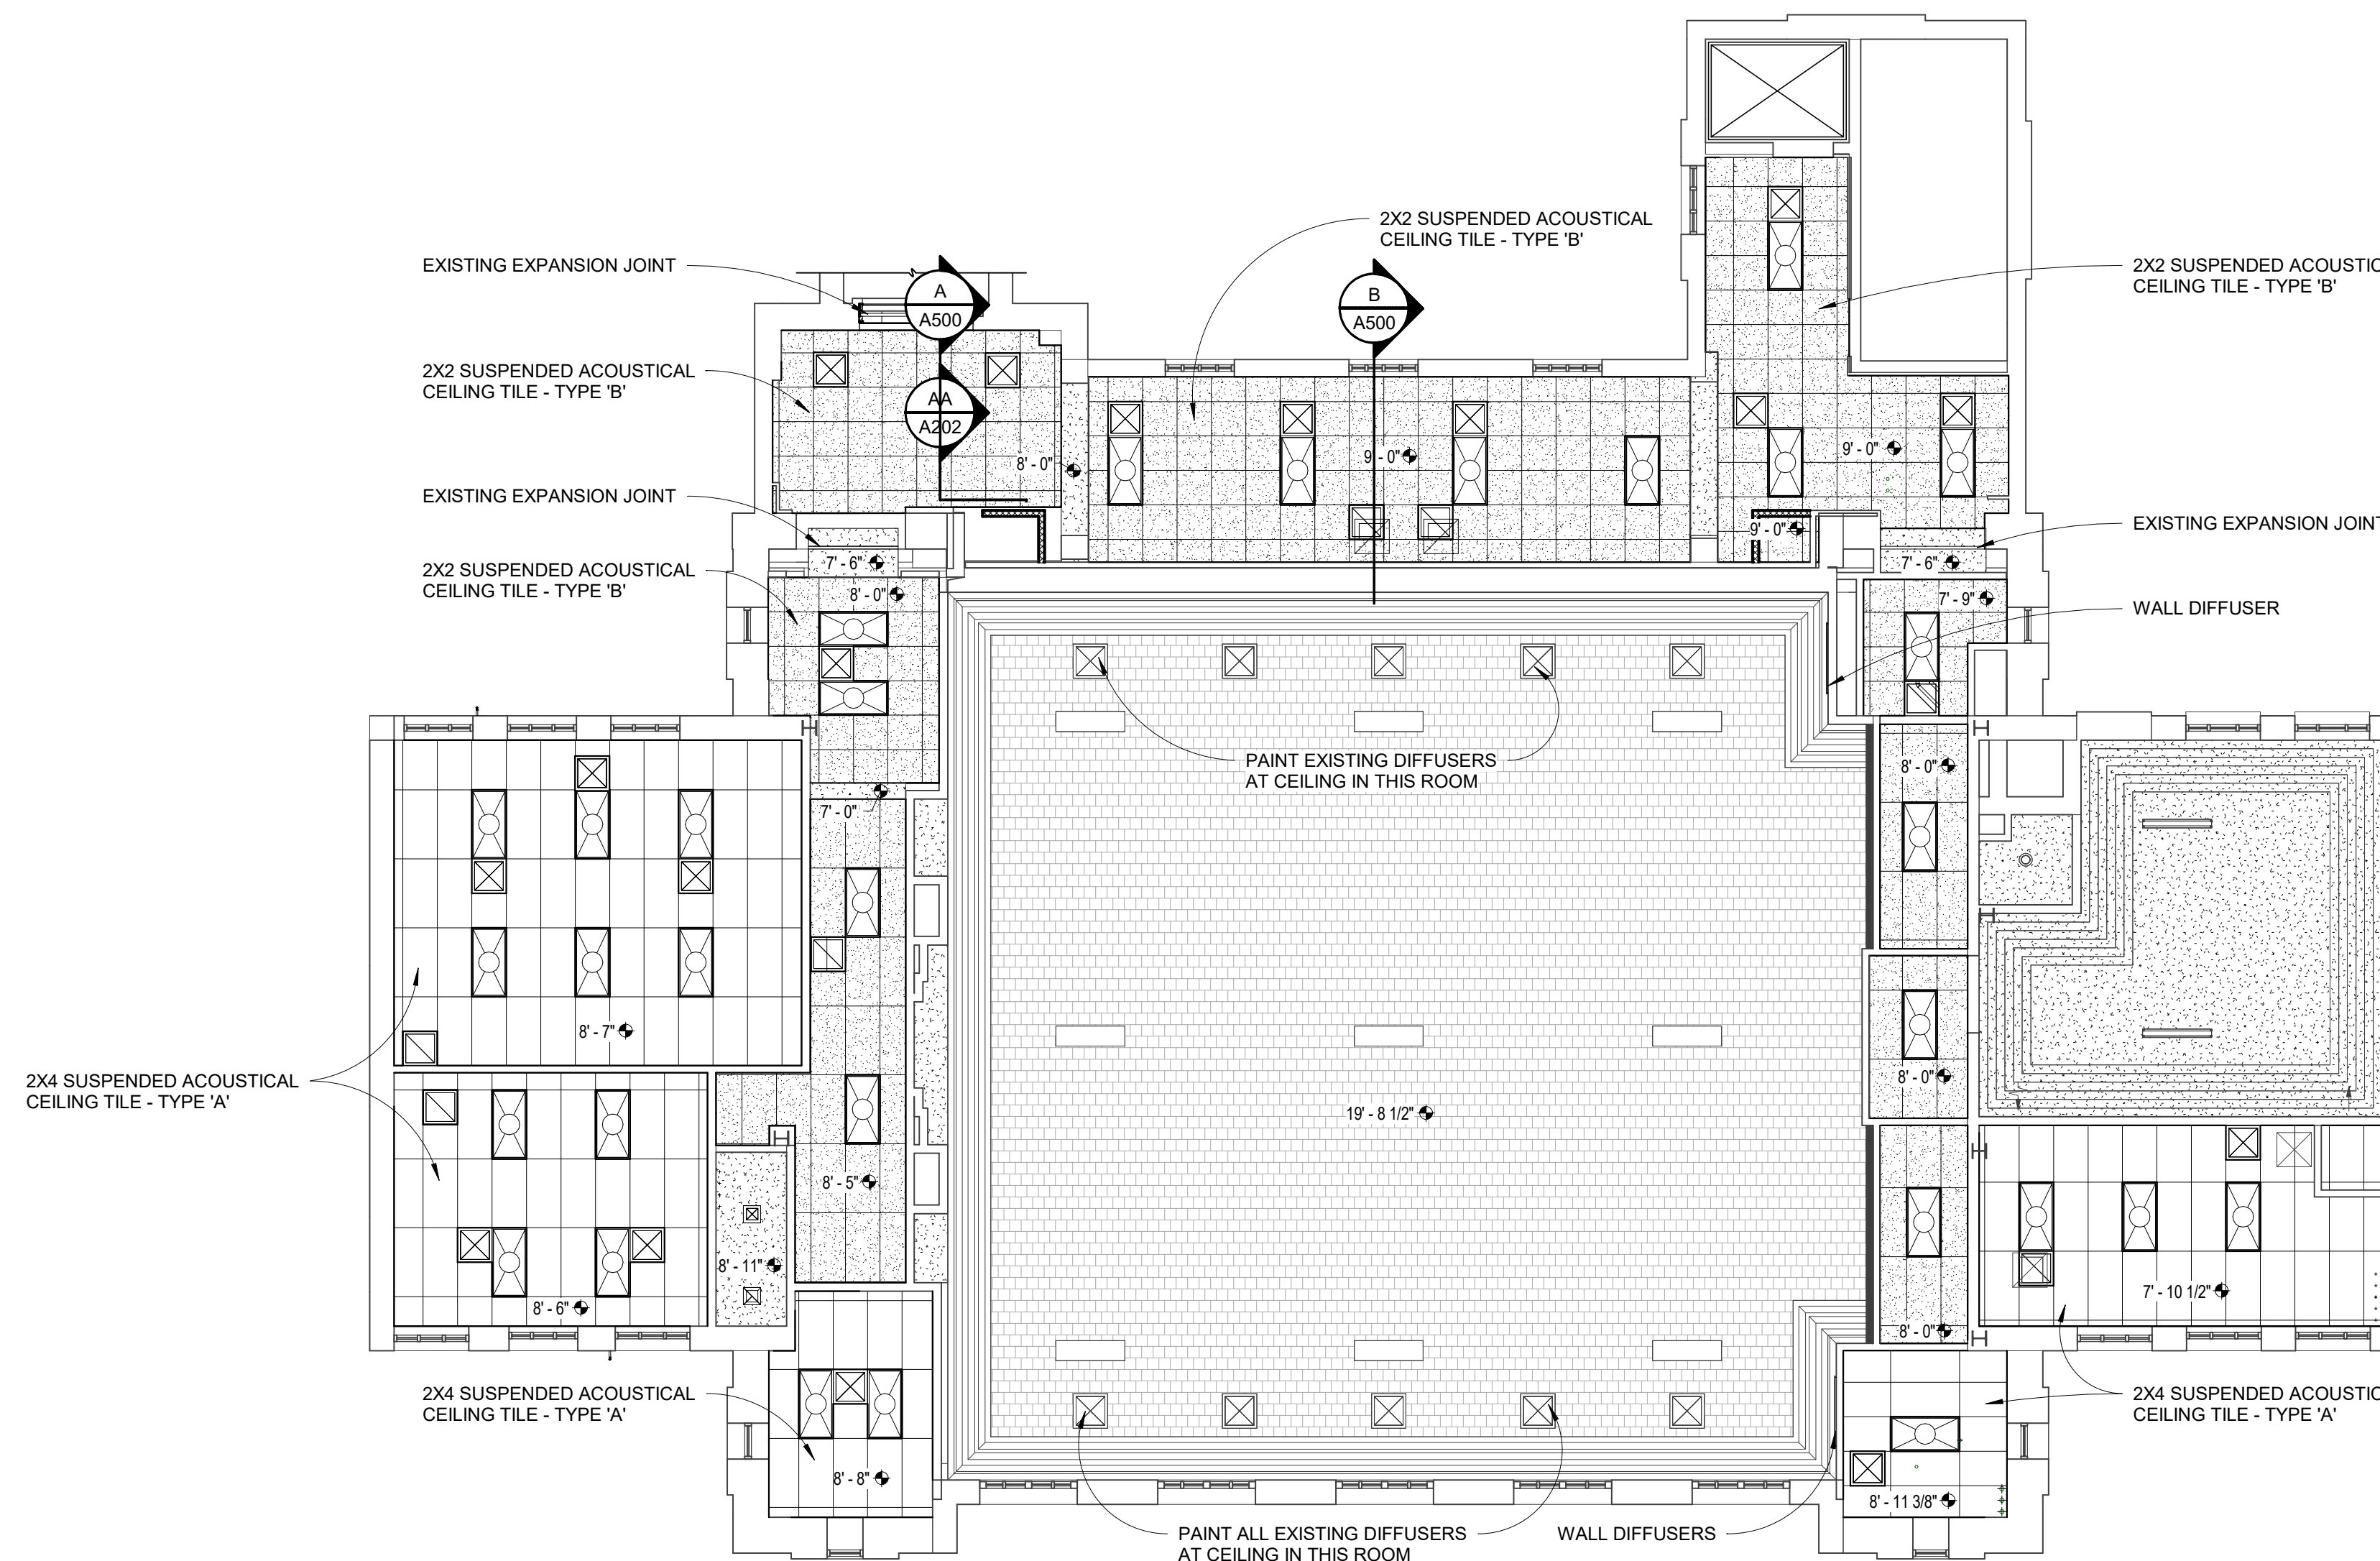 2X2 SUSPENDED ACOUSTICAL
CEILING TILE - TYPE 'B'
EXISTING EXPANSION JOINT
A
A500
B
A500
2X2 SUSPENDED ACOUSTIC
CEILING TILE - TYPE 'B'
2X2 SUSPENDED ACOUSTICAL
CEILING TILE - TYPE 'B'
AA
A202
8' - 0"
9' - 0"
9' - 0"
EXISTING EXPANSION JOINT
9' - 0"
EXISTING EXPANSION JOINT
7' - 6"
7' - 6"
2X2 SUSPENDED ACOUSTICAL
CEILING TILE - TYPE 'B'
8' - 0"
7' - 9"
WALL DIFFUSER
PAINT EXISTING DIFFUSERS
AT CEILING IN THIS ROOM
8' - 0"
7' - 0"
8' - 7"
2X4 SUSPENDED ACOUSTICAL
CEILING TILE - TYPE 'A'
8' - 0"
19' - 8 1/2"
8' - 5"
8' - 11"
7' - 10 1/2"
8' - 6"
8' - 0"
2X4 SUSPENDED ACOUSTICAL
CEILING TILE - TYPE 'A'
2X4 SUSPENDED ACOUSTIC
CEILING TILE - TYPE 'A'
8' - 8"
8' - 11 3/8"
PAINT ALL EXISTING DIFFUSERS
AT CEILING IN THIS ROOM
WALL DIFFUSERS